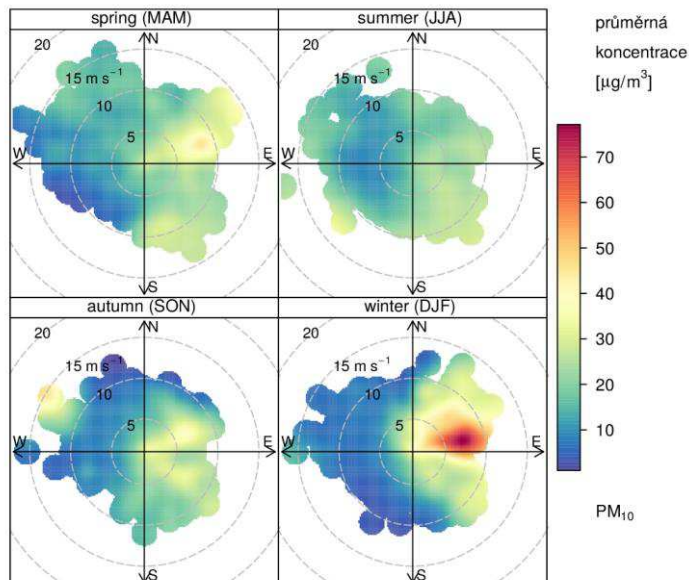 spring (MAM)
summer (JJA)
20
N
15 m s⁻¹
10
5
W
E
S
20
N
15 m s⁻¹
10
5
W
E
S
autumn (SON)
winter (DJF)
20
N
15 m s⁻¹
10
5
W
E
S
20
N
15 m s⁻¹
10
5
W
E
S
průměrná
koncentrace
[µg/m³]
70
60
50
40
30
20
10
PM₁₀